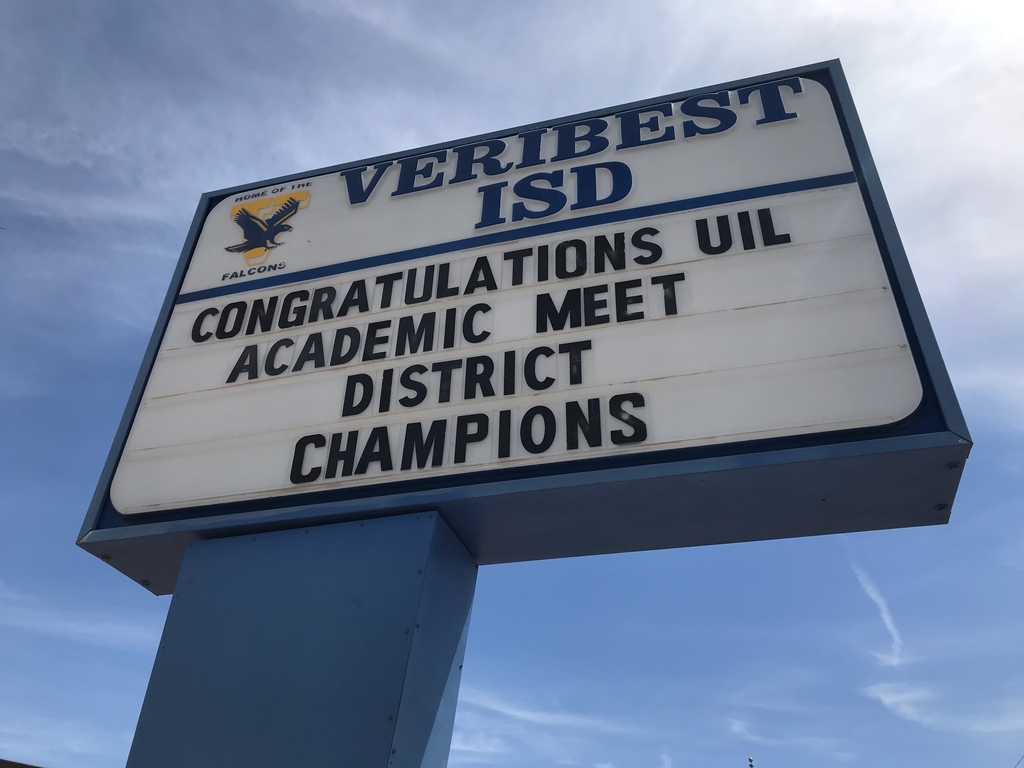 VERIBEST
ISD
HOME OF THE
V
FALCONS
CONGRATULATIONS UIL
ACADEMIC MEET
DISTRICT
CHAMPIONS